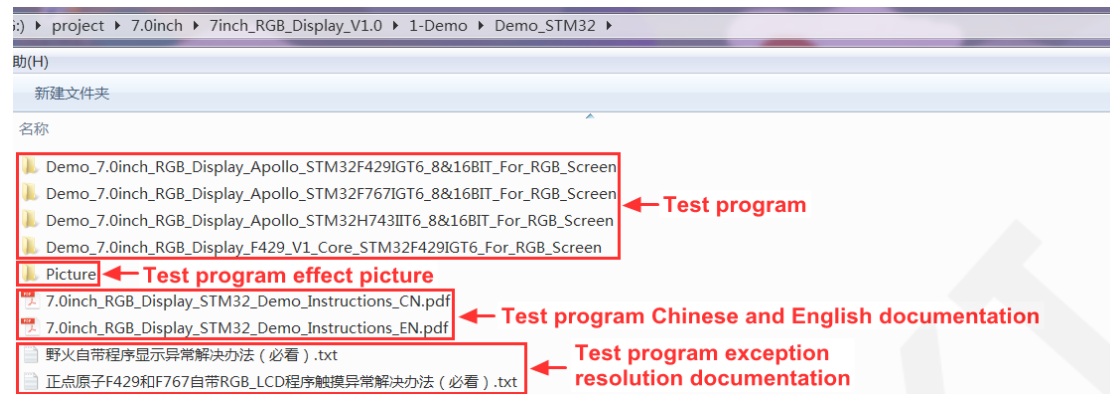 :) ▸ project ▸ 7.0inch ▸ 7inch_RGB_Display_V1.0 ▸ 1-Demo ▸ Demo_STM32 ▸
助(H)
新建文件夹
名称
Demo_7.0inch_RGB_Display_Apollo_STM32F429IGT6_8&16BIT_For_RGB_Screen
Demo_7.0inch_RGB_Display_Apollo_STM32F767IGT6_8&16BIT_For_RGB_Screen
Test program
Demo_7.0inch_RGB_Display_Apollo_STM32H743IIT6_8&16BIT_For_RGB_Screen
Demo_7.0inch_RGB_Display_F429_V1_Core_STM32F429IGT6_For_RGB_Screen
Picture Test program effect picture
7.0inch_RGB_Display_STM32_Demo_Instructions_CN.pdf
7.0inch_RGB_Display_STM32_Demo_Instructions_EN.pdf
Test program Chinese and English documentation
野火自带程序显示异常解决办法（必看）.txt
正点原子F429和F767自带RGB_LCD程序触摸异常解决办法（必看）.txt
Test program exception
resolution documentation